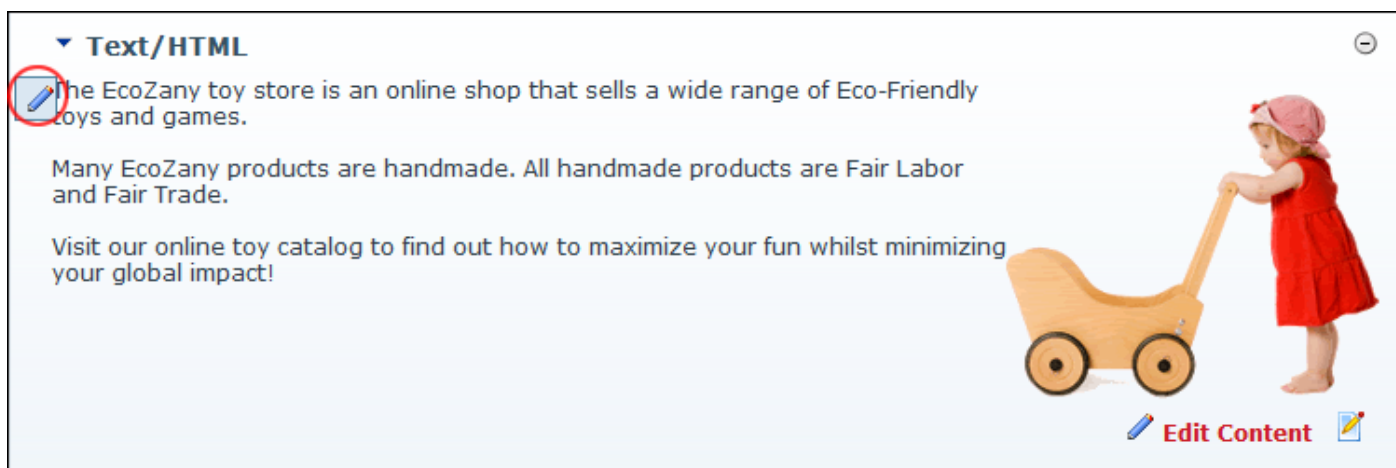 Text/HTML
The EcoZany toy store is an online shop that sells a wide range of Eco-Friendly
toys and games.
Many EcoZany products are handmade. All handmade products are Fair Labor
and Fair Trade.
Visit our online toy catalog to find out how to maximize your fun whilst minimizing
your global impact!
Edit Content